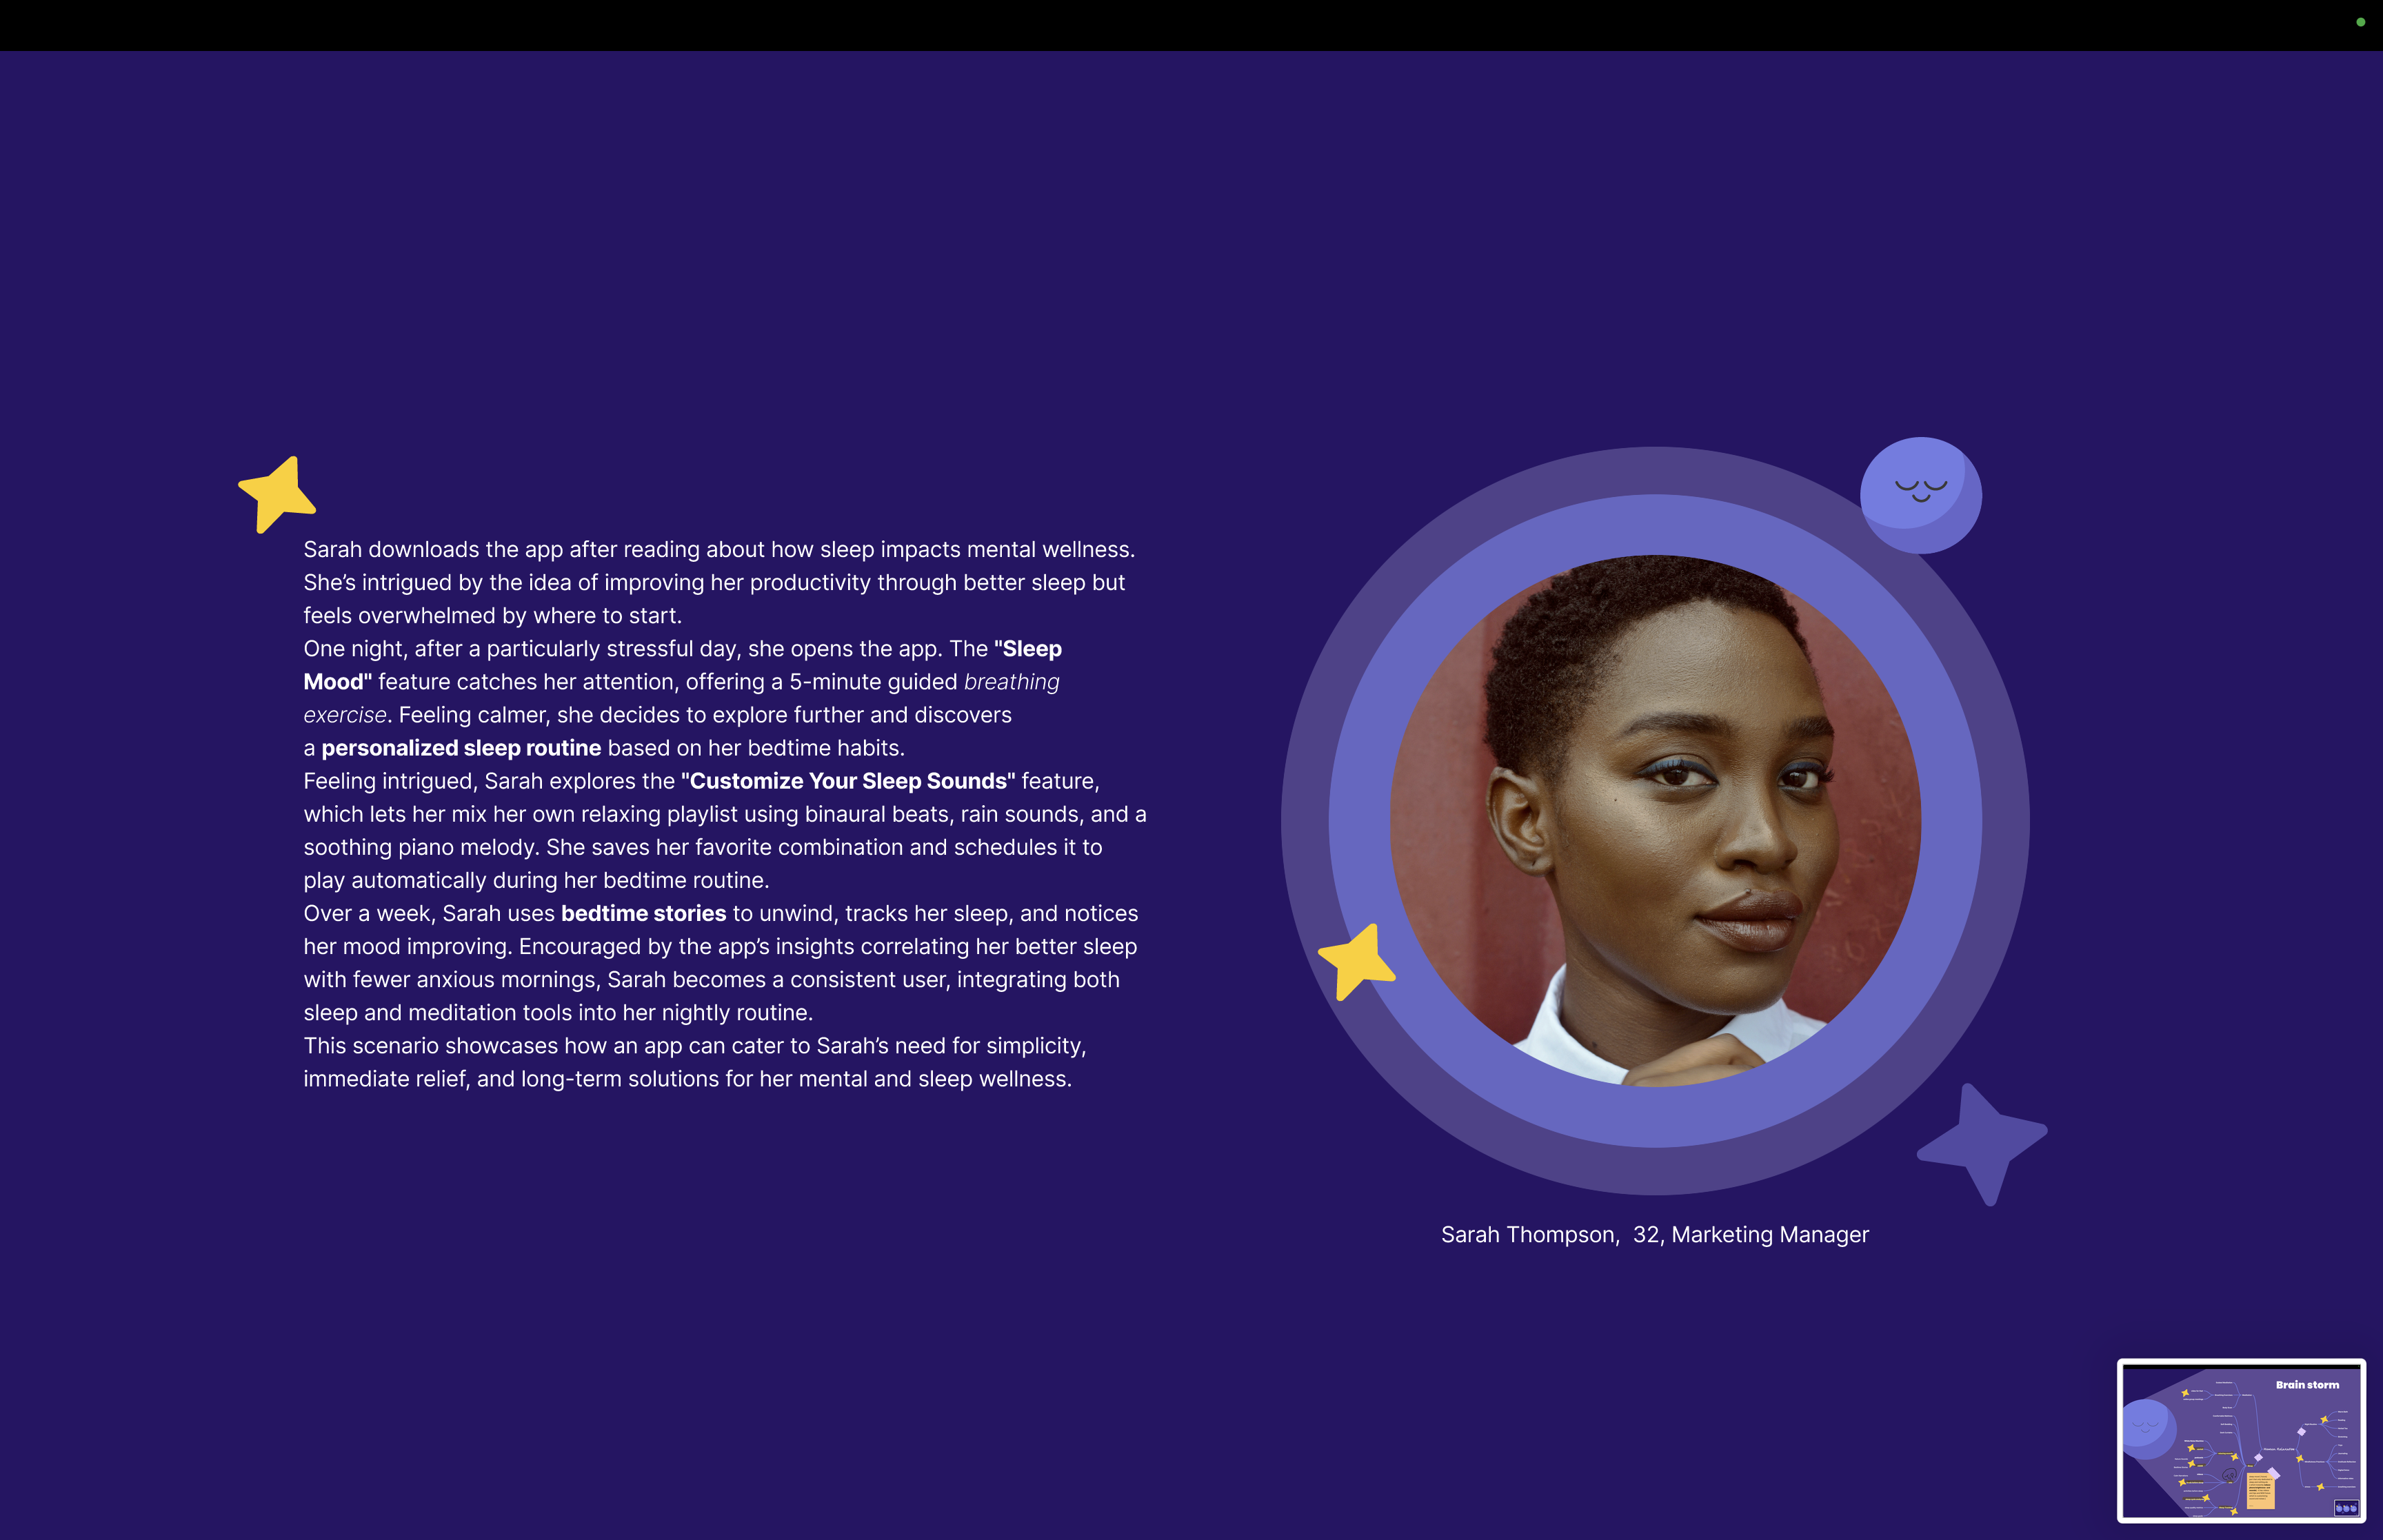 Sarah downloads the app after reading about how sleep impacts mental wellness.
She’s intrigued by the idea of improving her productivity through better sleep but
feels overwhelmed by where to start.
One night, after a particularly stressful day, she opens the app. The "Sleep
Mood" feature catches her attention, offering a 5-minute guided breathing
exercise. Feeling calmer, she decides to explore further and discovers
a personalized sleep routine based on her bedtime habits.
Feeling intrigued, Sarah explores the "Customize Your Sleep Sounds" feature,
which lets her mix her own relaxing playlist using binaural beats, rain sounds, and a
soothing piano melody. She saves her favorite combination and schedules it to
play automatically during her bedtime routine.
Over a week, Sarah uses bedtime stories to unwind, tracks her sleep, and notices
her mood improving. Encouraged by the app’s insights correlating her better sleep
with fewer anxious mornings, Sarah becomes a consistent user, integrating both
sleep and meditation tools into her nightly routine.
This scenario showcases how an app can cater to Sarah’s need for simplicity,
immediate relief, and long-term solutions for her mental and sleep wellness.
Sarah Thompson,  32, Marketing Manager
Brain storm